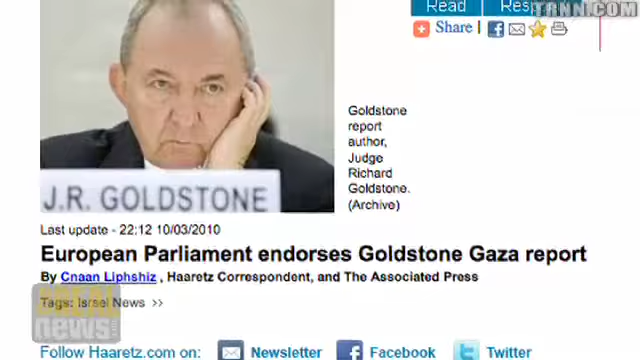 Read
TRNN.COM
Share
J.R. GOLDSTONE
Goldstone
report
author,
Judge
Richard
Goldstone.
(Archive)
Last update - 22:12 10/03/2010
European Parliament endorses Goldstone Gaza report
By Cnaan Liphshiz , Haaretz Correspondent, and The Associated Press
Tags: Israel News >>
news
Follow Haaretz.com on:
Newsletter
Facebook
Twitter